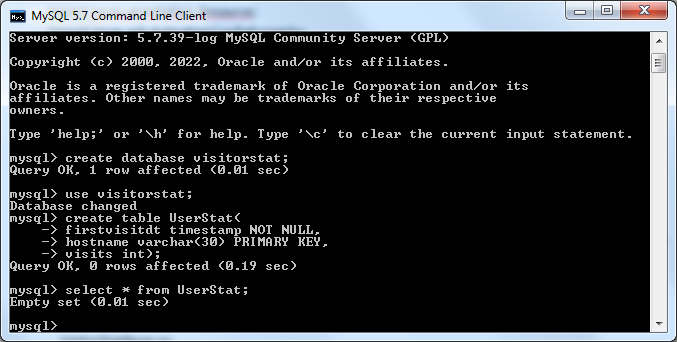 MySQL 5.7 Command Line Client
Server version: 5.7.39-log MySQL Community Server (GPL)
Copyright (c) 2000, 2022, Oracle and/or its affiliates.
Oracle is a registered trademark of Oracle Corporation and/or its
affiliates. Other names may be trademarks of their respective
owners.
Type 'help;' or '\h' for help. Type '\c' to clear the current input statement.
mysql> create database visitorstat;
Query OK, 1 row affected (0.01 sec)
mysql> use visitorstat;
Database changed
mysql> create table UserStat(
    -> firstvisitdt timestamp NOT NULL,
    -> hostname varchar(30) PRIMARY KEY,
    -> visits int);
Query OK, 0 rows affected (0.19 sec)
mysql> select * from UserStat;
Empty set (0.01 sec)
mysql>